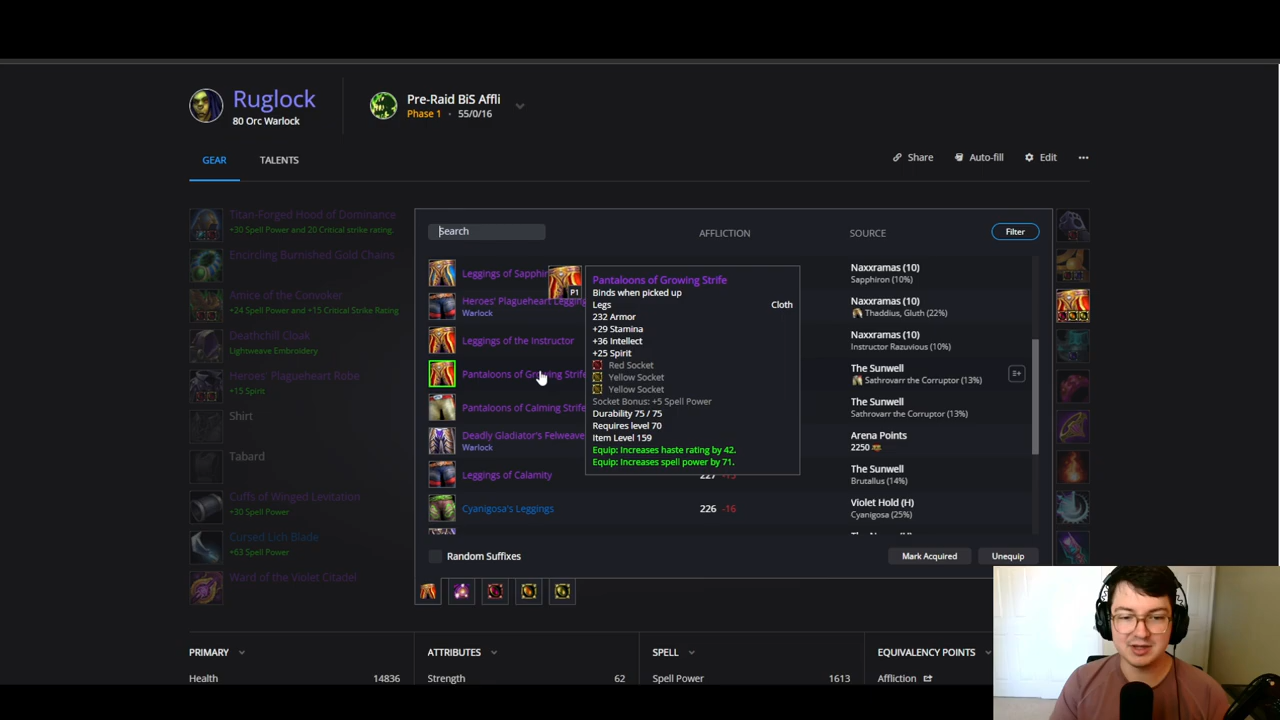 Ruglock
80 Orc Warlock
Pre-Raid BiS Affli
Phase 1 · 55/0/16
GEAR
TALENTS
Share
Auto-fill
Edit
Titan-Forged Hood of Dominance
+30 Spell Power and 20 Critical strike rating.
Encircling Burnished Gold Chains
Amice of the Convoker
+24 Spell Power and +15 Critical Strike Rating
Deathchill Cloak
Lightweave Embroidery
Heroes' Plagueheart Robe
+15 Spirit
Shirt
Tabard
Cuffs of Winged Levitation
+30 Spell Power
Cursed Lich Blade
+63 Spell Power
Ward of the Violet Citadel
Search
AFFLICTION
SOURCE
Filter
Leggings of Sapphir
Naxxramas (10)
Sapphiron (10%)
Heroes' Plagueheart Legging
Warlock
Naxxramas (10)
Thaddius, Gluth (22%)
Leggings of the Instructor
Naxxramas (10)
Instructor Razuvious (10%)
Pantaloons of Growing Strife
The Sunwell
Sathrovarr the Corruptor (13%)
Pantaloons of Calming Strife
The Sunwell
Sathrovarr the Corruptor (13%)
Deadly Gladiator's Felweave
Warlock
Arena Points
2250
Leggings of Calamity
227
The Sunwell
Brutallus (14%)
Cyanigosa's Leggings
226 -16
Violet Hold (H)
Cyanigosa (25%)
P1
Pantaloons of Growing Strife
Binds when picked up
Legs
Cloth
232 Armor
+29 Stamina
+36 Intellect
+25 Spirit
Red Socket
Yellow Socket
Yellow Socket
Socket Bonus: +5 Spell Power
Durability 75 / 75
Requires level 70
Item Level 159
Equip: Increases haste rating by 42.
Equip: Increases spell power by 71.
Random Suffixes
Mark Acquired
Unequip
PRIMARY
Health
14836
ATTRIBUTES
Strength
62
SPELL
Spell Power
1613
EQUIVALENCY POINTS
Affliction